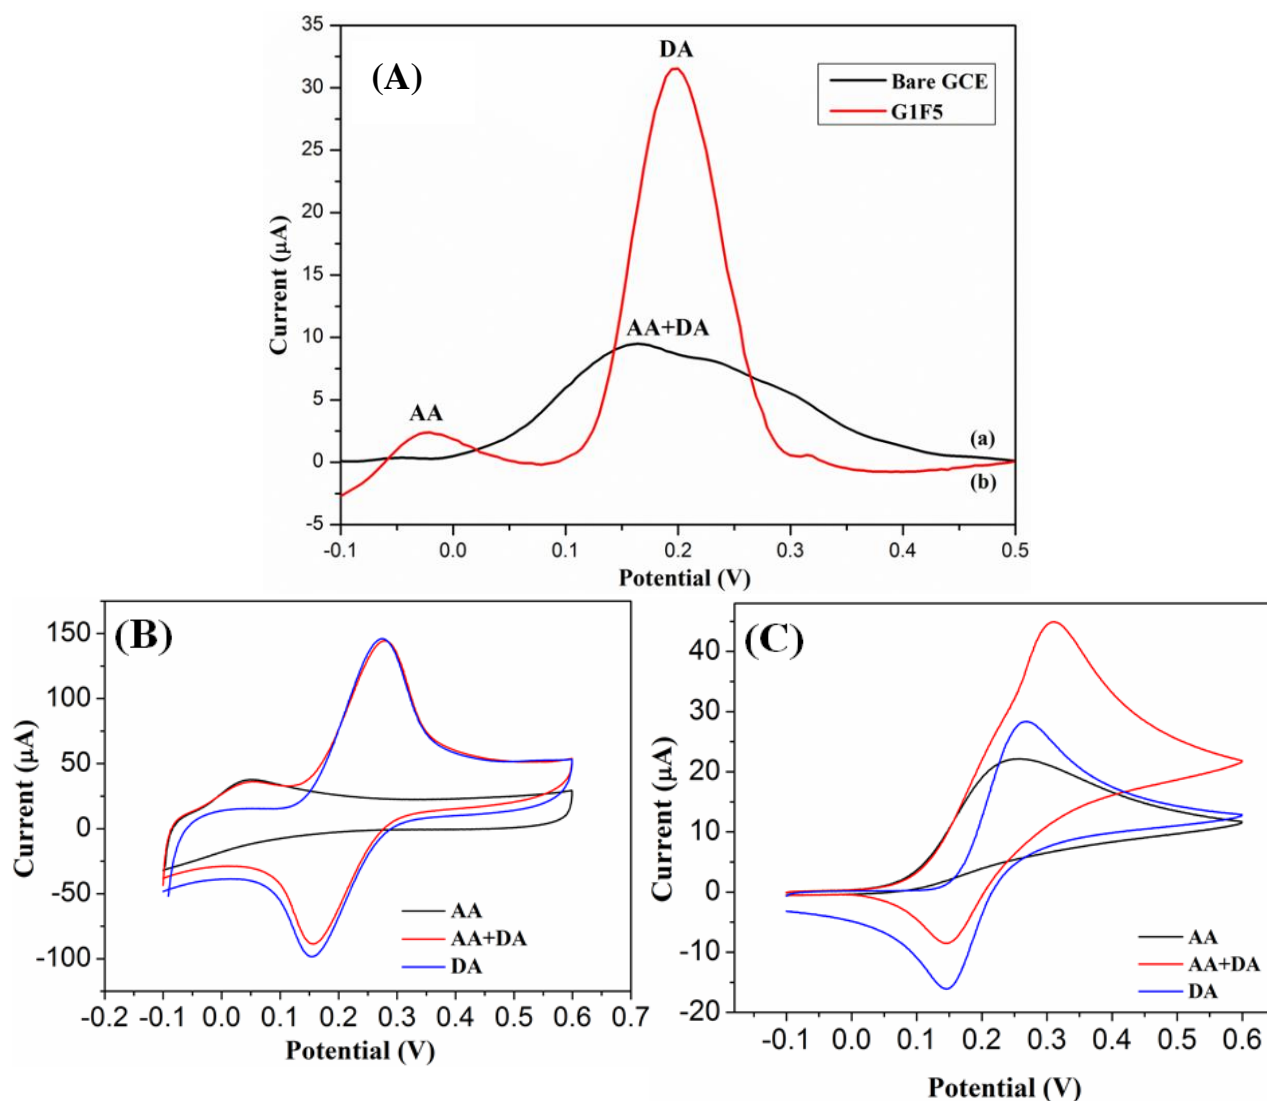 (A)
35
30
25
20
15
10
5
0
-5
Current (µA)
DA
Bare GCE
G1F5
AA+DA
AA
(a)
(b)
-0.1 0.0 0.1 0.2 0.3 0.4 0.5
Potential (V)
(B)
150
100
50
0
-50
-100
Current (µA)
AA
AA+DA
DA
-0.2 -0.1 0.0 0.1 0.2 0.3 0.4 0.5 0.6 0.7
Potential (V)
(C)
40
30
20
10
0
-10
-20
Current (µA)
AA
AA+DA
DA
-0.1 0.0 0.1 0.2 0.3 0.4 0.5 0.6
Potential (V)